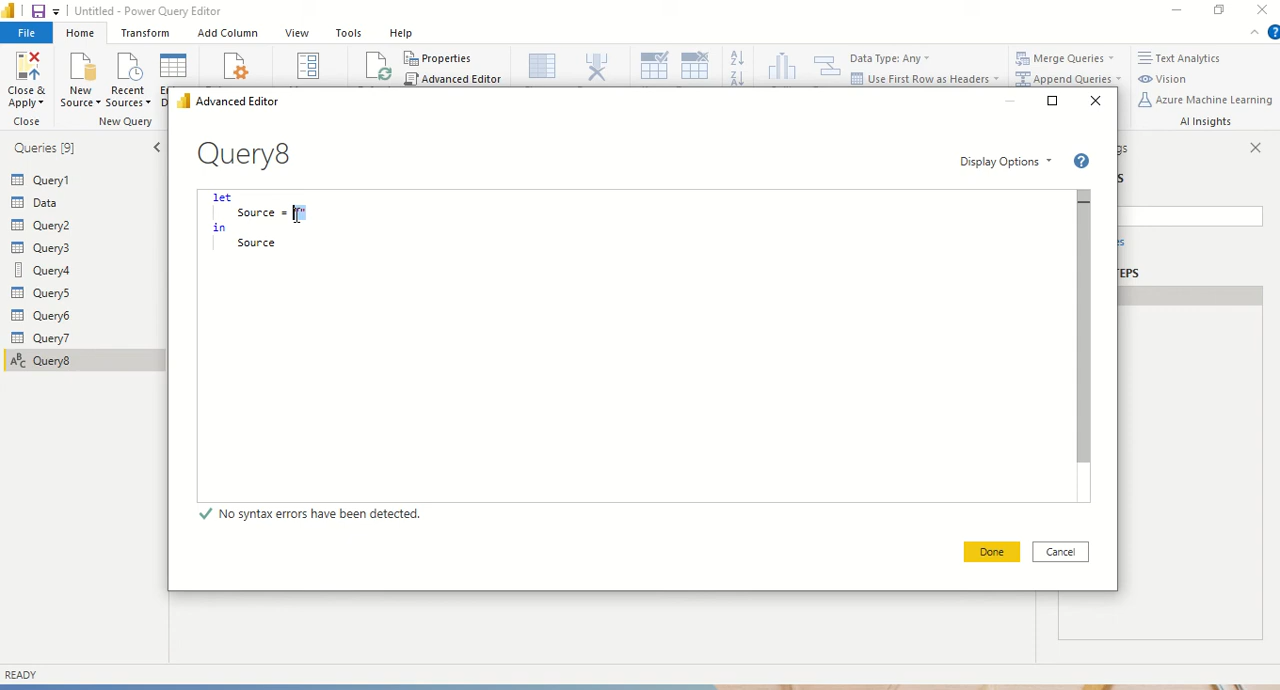 Untitled - Power Query Editor
File Home Transform Add Column View Tools Help
Close & Apply
New Source
Recent Sources
Properties
Advanced Editor
Data Type: Any
Use First Row as Headers
Merge Queries
Append Queries
Text Analytics
Vision
Azure Machine Learning
Close
New Query
AI Insights
Queries [9]
Query1
Data
Query2
Query3
Query4
Query5
Query6
Query7
ABC Query8
Advanced Editor
Query8
Display Options
?
let
Source = ""
in
Source
No syntax errors have been detected.
Done
Cancel
READY